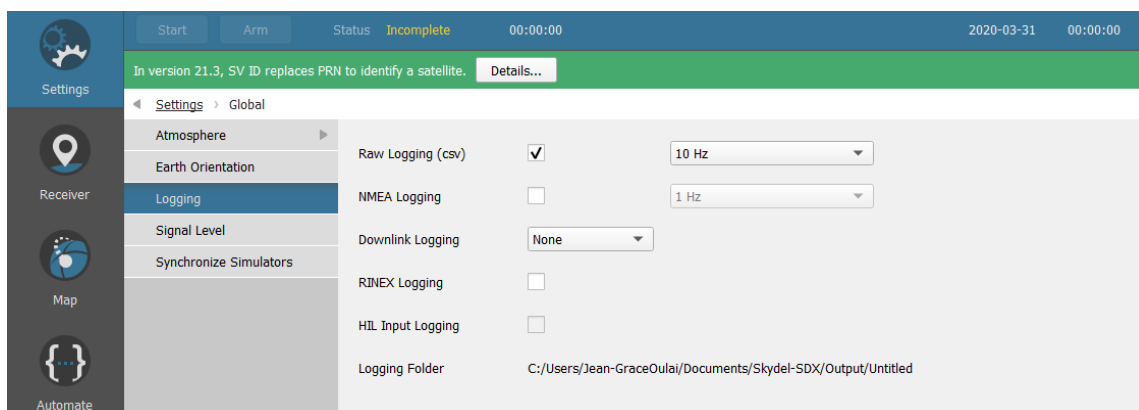 Start Arm Status Incomplete 00:00:00 2020-03-31 00:00:00
In version 21.3, SV ID replaces PRN to identify a satellite. Details...
Settings
Settings Global
Atmosphere
Earth Orientation
Logging
Signal Level
Synchronize Simulators
Receiver
Map
Automate
Raw Logging (csv) 10 Hz
NMEA Logging 1 Hz
Downlink Logging None
RINEX Logging
HIL Input Logging
Logging Folder C:/Users/Jean-GraceOulai/Documents/Skydel-SDX/Output/Untitled